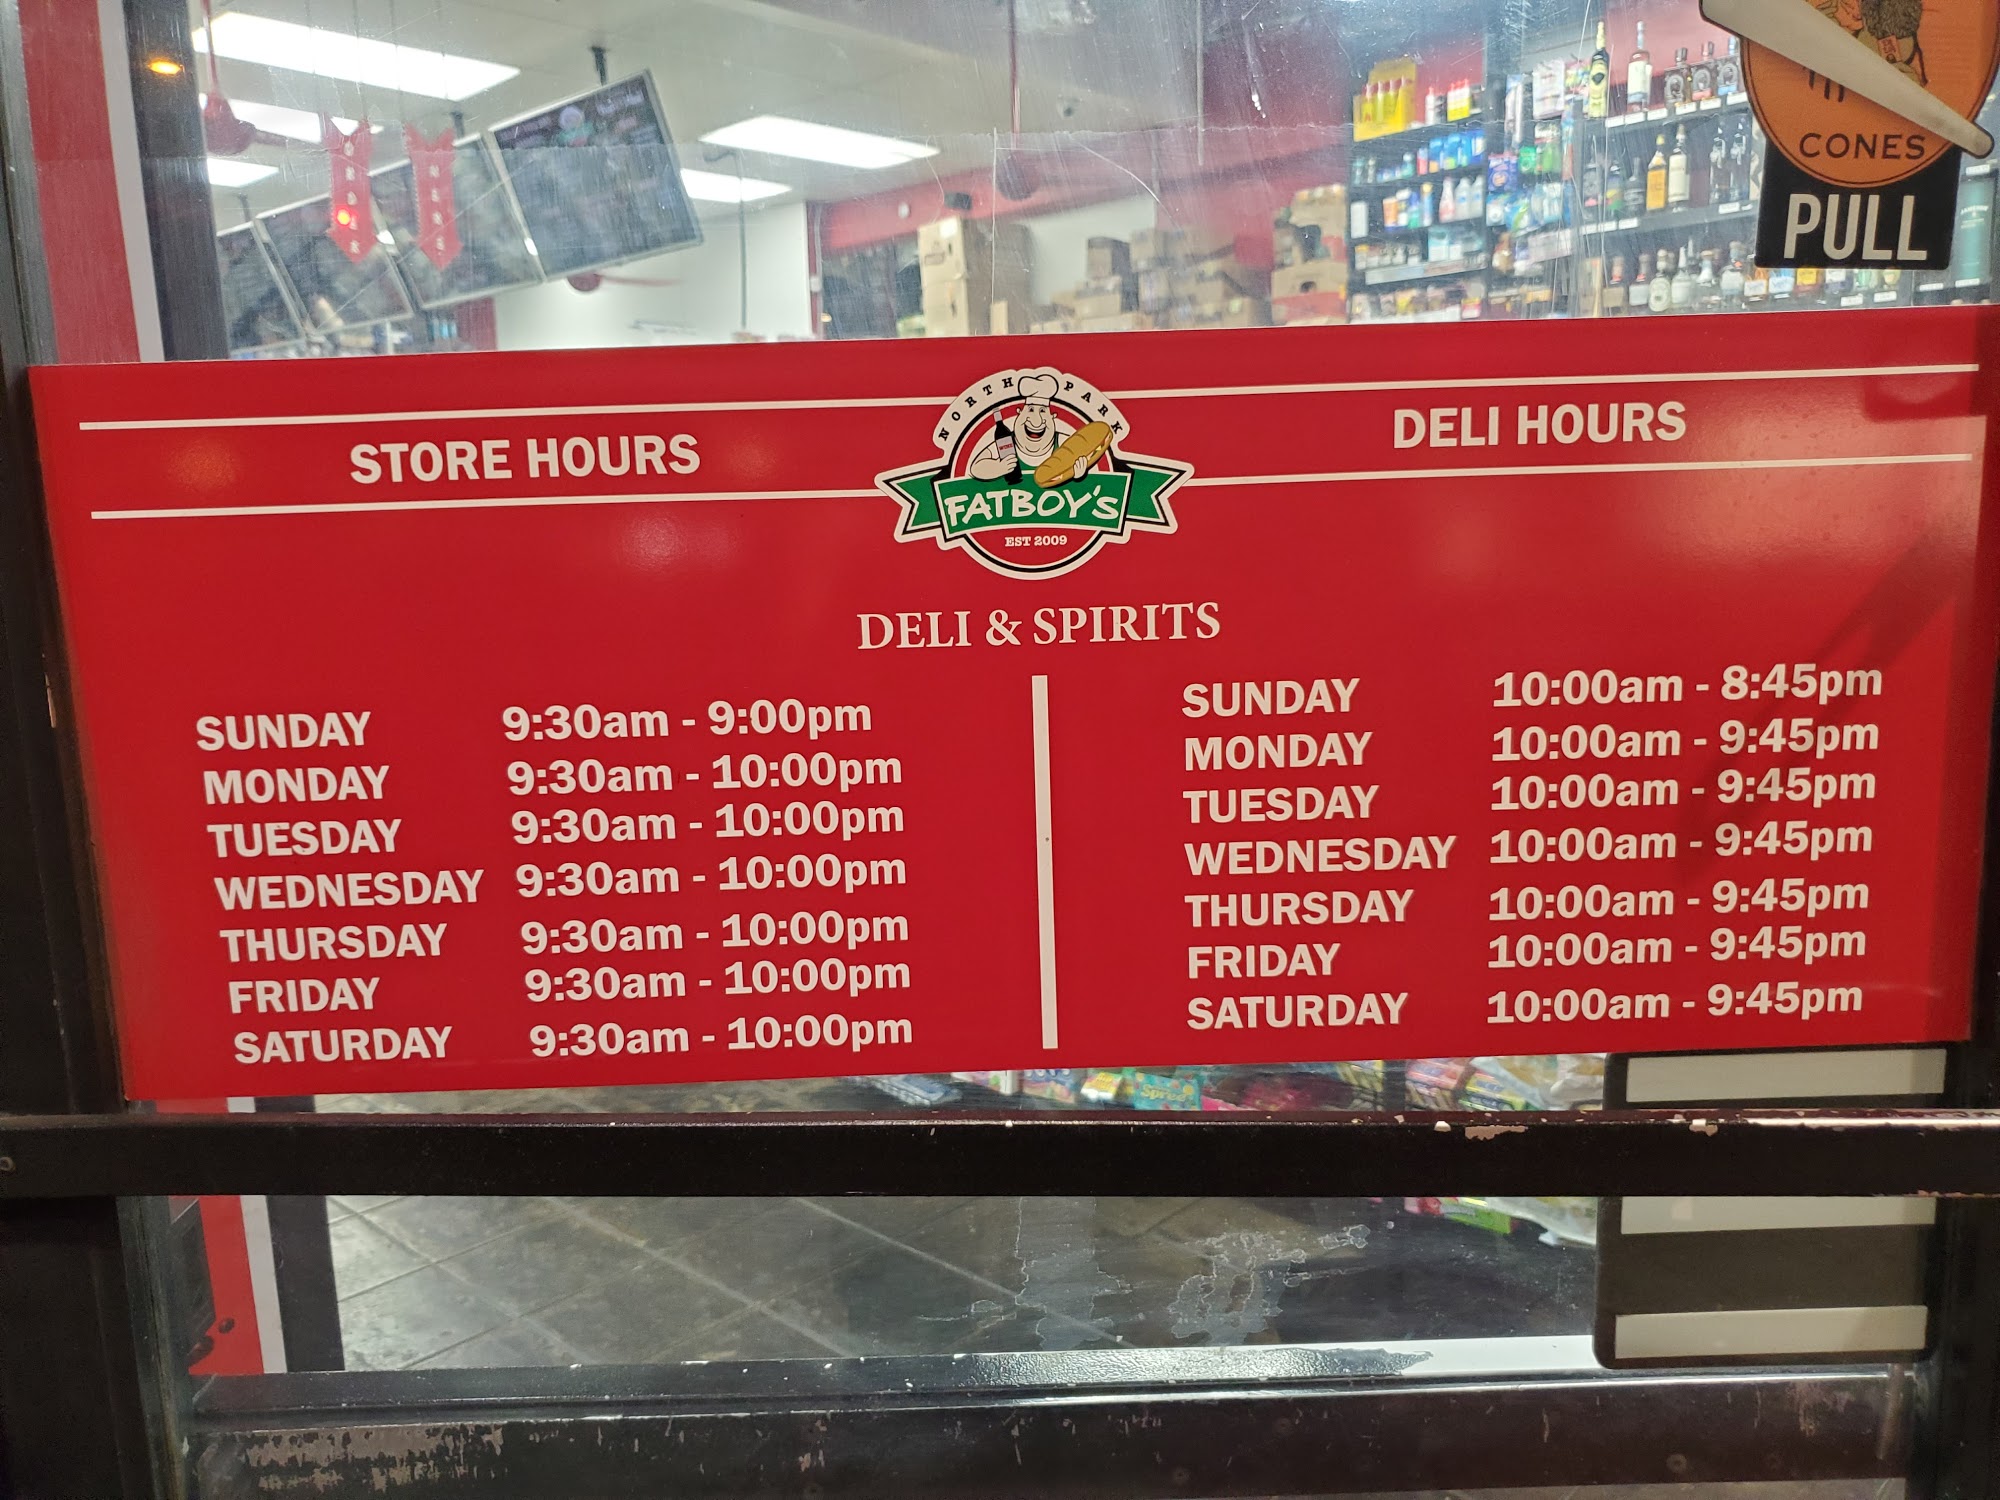 CONES
PULL
STORE HOURS
NORTH PARK
FATBOY'S
EST 2009
DELI HOURS
DELI & SPIRITS
SUNDAY 9:30am - 9:00pm
MONDAY 9:30am - 10:00pm
TUESDAY 9:30am - 10:00pm
WEDNESDAY 9:30am - 10:00pm
THURSDAY 9:30am - 10:00pm
FRIDAY 9:30am - 10:00pm
SATURDAY 9:30am - 10:00pm
SUNDAY 10:00am - 8:45pm
MONDAY 10:00am - 9:45pm
TUESDAY 10:00am - 9:45pm
WEDNESDAY 10:00am - 9:45pm
THURSDAY 10:00am - 9:45pm
FRIDAY 10:00am - 9:45pm
SATURDAY 10:00am - 9:45pm